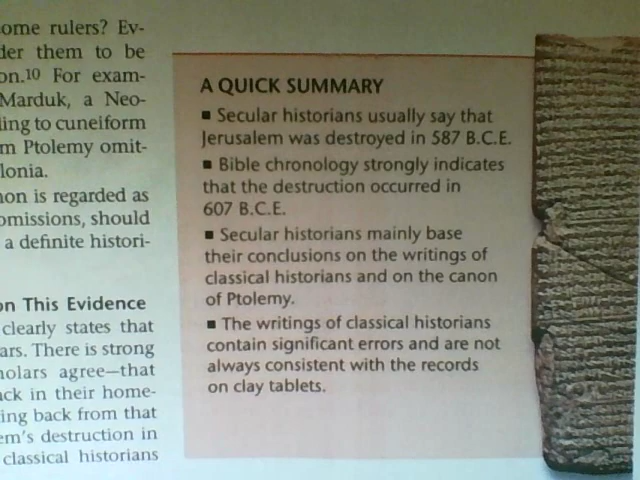 ome rulers? Ev-
der them to be
on.10 For exam-
Marduk, a Neo-
ling to cuneiform
m Ptolemy omit-
lonia.
non is regarded as
omissions, should
a definite histori-
on This Evidence
clearly states that
ars. There is strong
holars agree—that
ck in their home-
ing back from that
em's destruction in
classical historians
A QUICK SUMMARY
■ Secular historians usually say that
Jerusalem was destroyed in 587 B.C.E.
■ Bible chronology strongly indicates
that the destruction occurred in
607 B.C.E.
■ Secular historians mainly base
their conclusions on the writings of
classical historians and on the canon
of Ptolemy.
■ The writings of classical historians
contain significant errors and are not
always consistent with the records
on clay tablets.